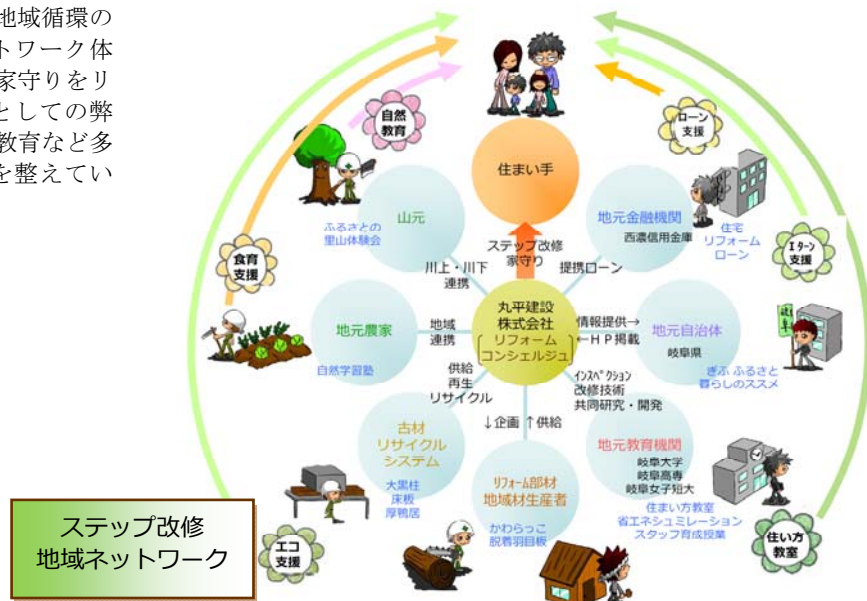 地域循環の
トワーク体
家守りをリ
としての弊
教育など多
を整えてい
自然
教育
ローン
支援
住まい手
山元
ふるさとの
里山体験会
地元金融機関
西濃信用金庫
住宅
リフォーム
ローン
ステップ改修
家守り
川上・川下
連携
提携ローン
食育
支援
Iターン
支援
地元農家
自然学習塾
地域
連携
丸平建設
株式会社
リフォーム
コンシェルジュ
情報提供→
←HP掲載
地元自治体
岐阜県
ぎふ ふるさと
暮らしのススメ
供給
再生
リサイクル
インスペクション
改修技術
共同研究・開発
↓企画 ↑供給
古材
リサイクル
システム
大黒柱
床板
厚鴨居
リフォーム部材
地域材生産者
かわらっこ
脱着羽目板
地元教育機関
岐阜大学
岐阜高専
岐阜女子短大
住まい方教室
省エネシュミレーション
スタッフ育成授業
ステップ改修
地域ネットワーク
エコ
支援
住い方
教室